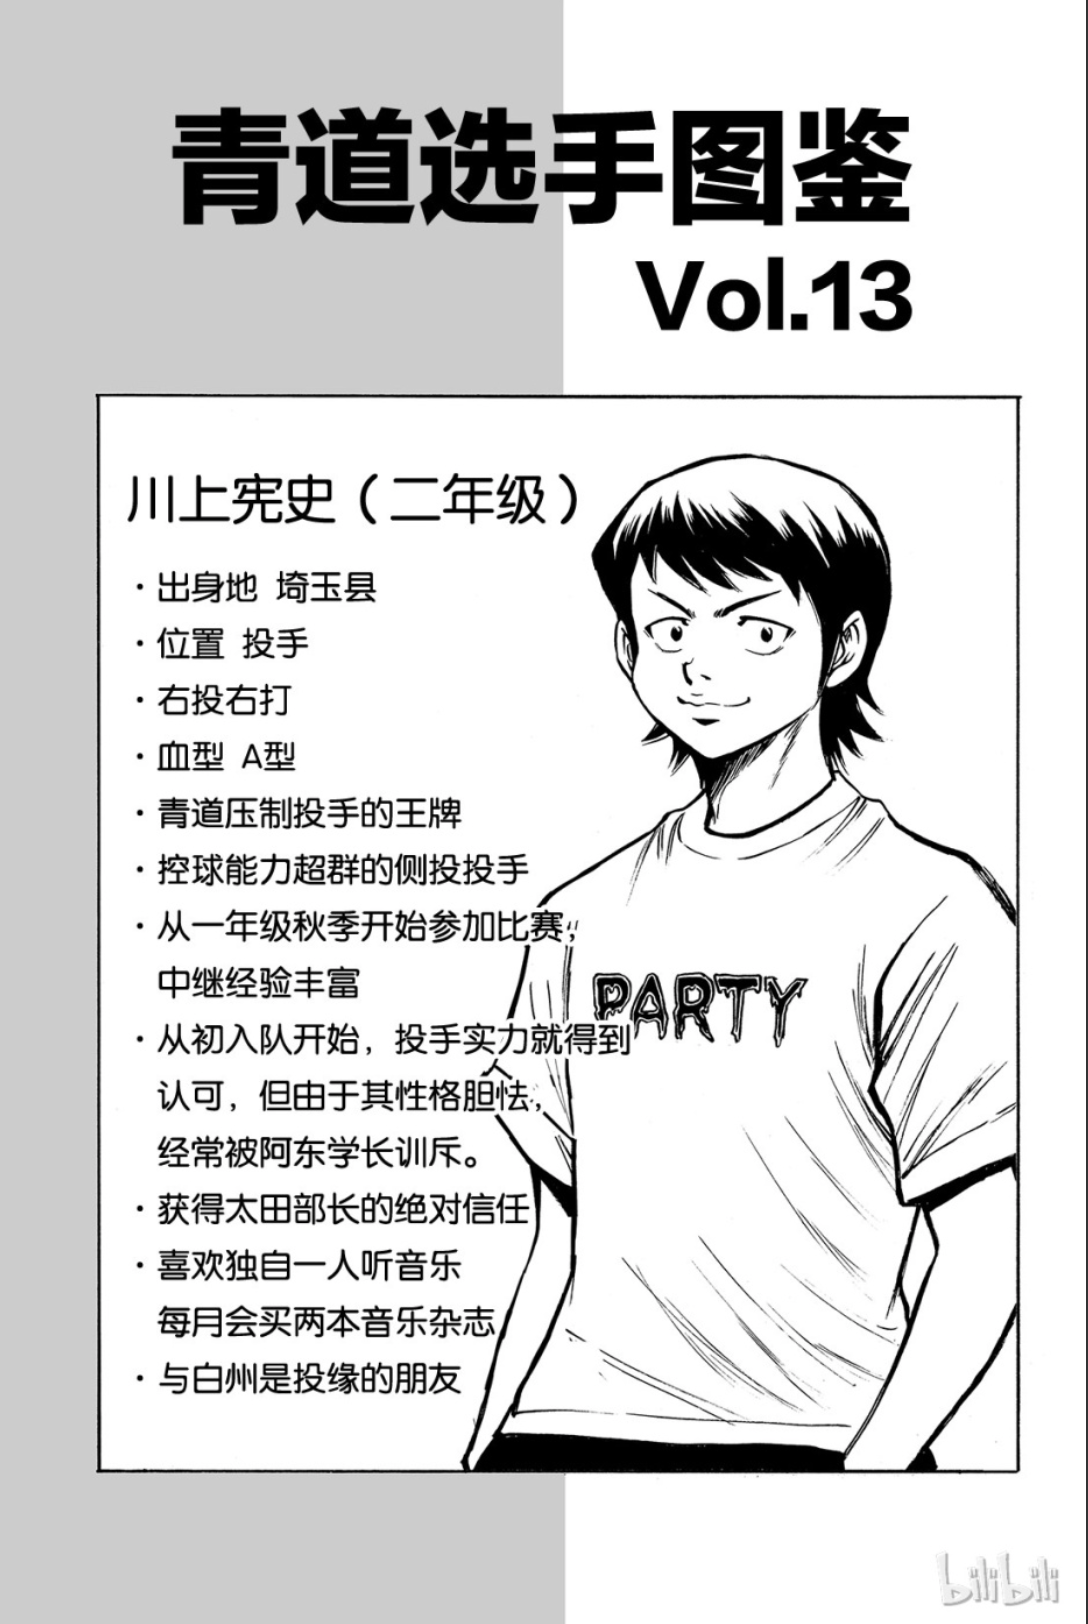 青道选手图鉴
Vol.13
川上宪史（二年级）
·出身地 埼玉县
·位置 投手
·右投右打
·血型 A型
·青道压制投手的王牌
·控球能力超群的侧投投手
·从一年级秋季开始参加比赛，
中继经验丰富
·从初入队开始，投手实力就得到
认可，但由于其性格胆怯，
经常被阿东学长训斥。
·获得太田部长的绝对信任
·喜欢独自一人听音乐
每月会买两本音乐杂志
·与白州是投缘的朋友
PARTY
bilibili